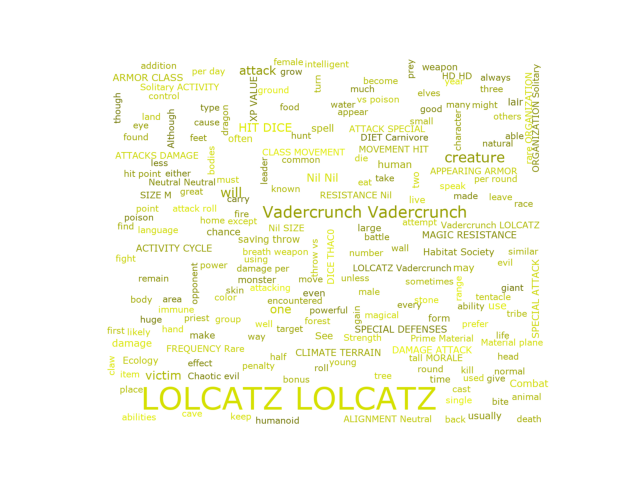 female intelligent
addition
per day
attack grow
prey
weapon
ARMOR CLASS
HD HD
always
Solitary ACTIVITY
XP VALUE
ground
turn
become
year
three
ORGANIZATION Solitary
control
much
elves
though
type
food
water
vs poison
many might
lair
race ORGANIZATION
land
Although
cause
dragon
appear
good
character
others
eye
HIT DICE
spell
small
ATTACK SPECIAL
found
feet
often
hunt
DIET Carnivore
able
natural
ATTACKS DAMAGE
bodies
CLASS MOVEMENT
MOVEMENT HIT
less
leader
common
die
human
creature
hit point either
Nil Nil
two
APPEARING ARMOR
Neutral Neutral
must
eat
take
speak
per round
SIZE M
great
will
known
RESISTANCE Nil
live
made
leave
carry
race
point
attack roll
fire
Vadercrunch Vadercrunch
poison
home except
attempt
Vadercrunch LOLCATZ
find
language
chance
Nil SIZE
large
MAGIC RESISTANCE
saving throw
battle
ACTIVITY CYCLE
breath weapon
throw vs
DICE THAC0
number
wall
Habitat Society
similar
fight
power
using
evil
opponent
damage per
LOLCATZ Vadercrunch
may
SPECIAL ATTACK
remain
monster
move
unless
sometimes
range
skin
attacking
even
male
giant
body
area
color
encountered
stone
tentacle
immune
one
powerful
gain
every
ability
use
huge
priest
group
forest
magical
form
tribe
first
likely
hand
well
target
SPECIAL DEFENSES
prefer
damage
make
way
See
Strength
Prime Material
life
Material plane
FREQUENCY Rare
CLIMATE TERRAIN
DAMAGE ATTACK
claw
Ecology
effect
half
young
tall MORALE
head
penalty
roll
round
kill
normal
item
victim
Chaotic evil
bonus
tree
time
used give
Combat
place
LOLCATZ LOLCATZ
cast
animal
single
bite
abilities
cave
keep
humanoid
ALIGNMENT Neutral
back
usually
death